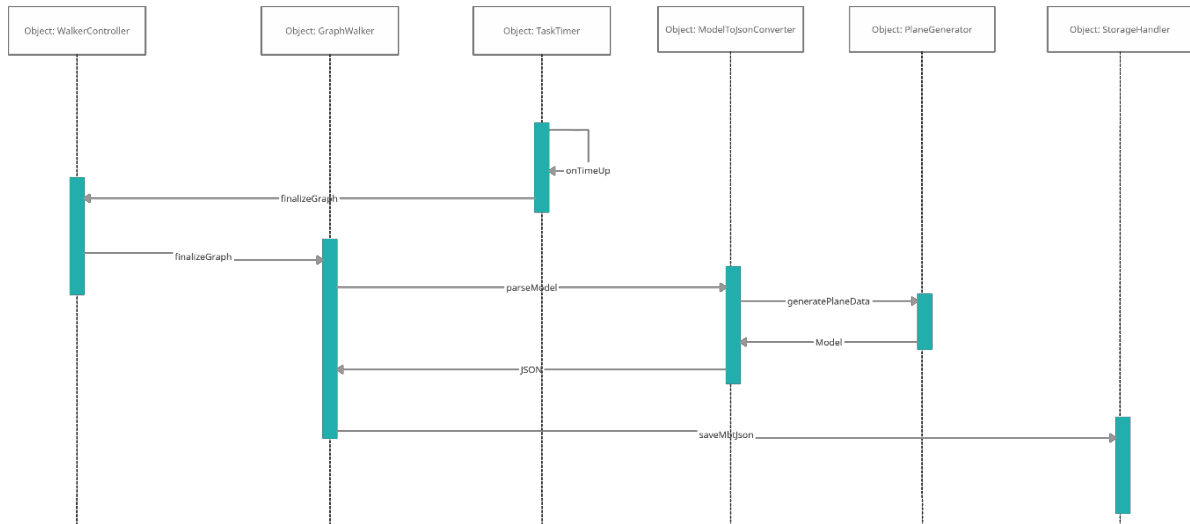 Object: WalkerController
Object: GraphWalker
Object: TaskTimer
Object: ModelToJsonConverter
Object: PlaneGenerator
Object: StorageHandler
onTimeUp
finalizeGraph
finalizeGraph
parseModel
generatePlaneData
Model
JSON
saveMbtJson